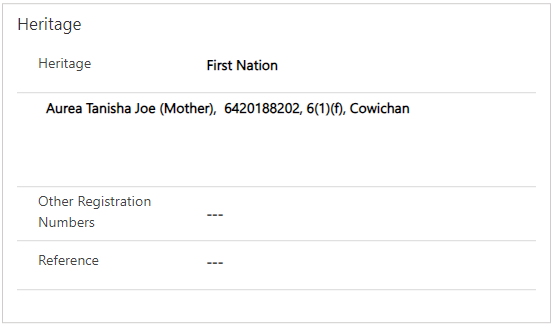 Heritage
Heritage First Nation
Aurea Tanisha Joe (Mother), 6420188202, 6(1)(f), Cowichan
Other Registration
Numbers ---
Reference ---